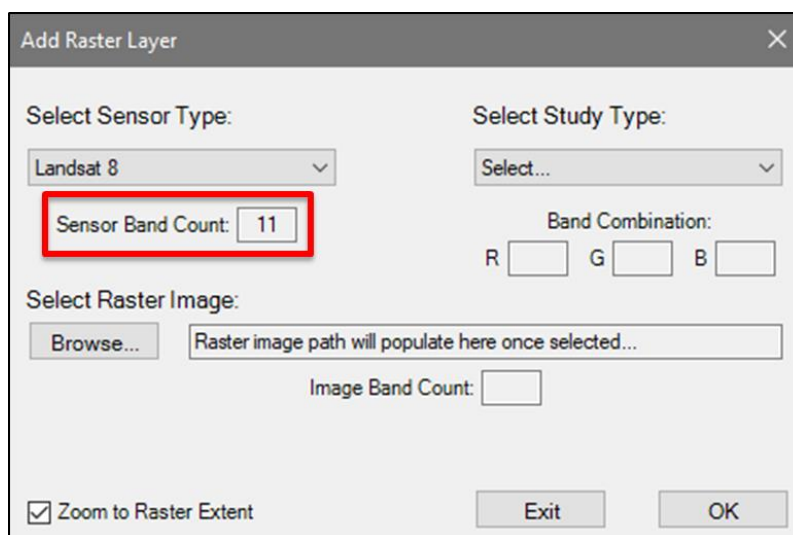 Add Raster Layer
Select Sensor Type:
Select Study Type:
Landsat 8
Select...
Sensor Band Count: 11
Band Combination:
R G B
Select Raster Image:
Browse... Raster image path will populate here once selected...
Image Band Count:
Zoom to Raster Extent
Exit
OK